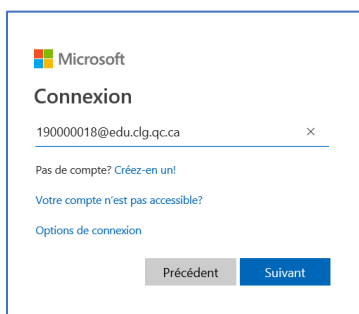 Microsoft
Connexion
190000018@edu.clg.qc.ca
Pas de compte? Créez-en un!
Votre compte n'est pas accessible?
Options de connexion
Précédent Suivant